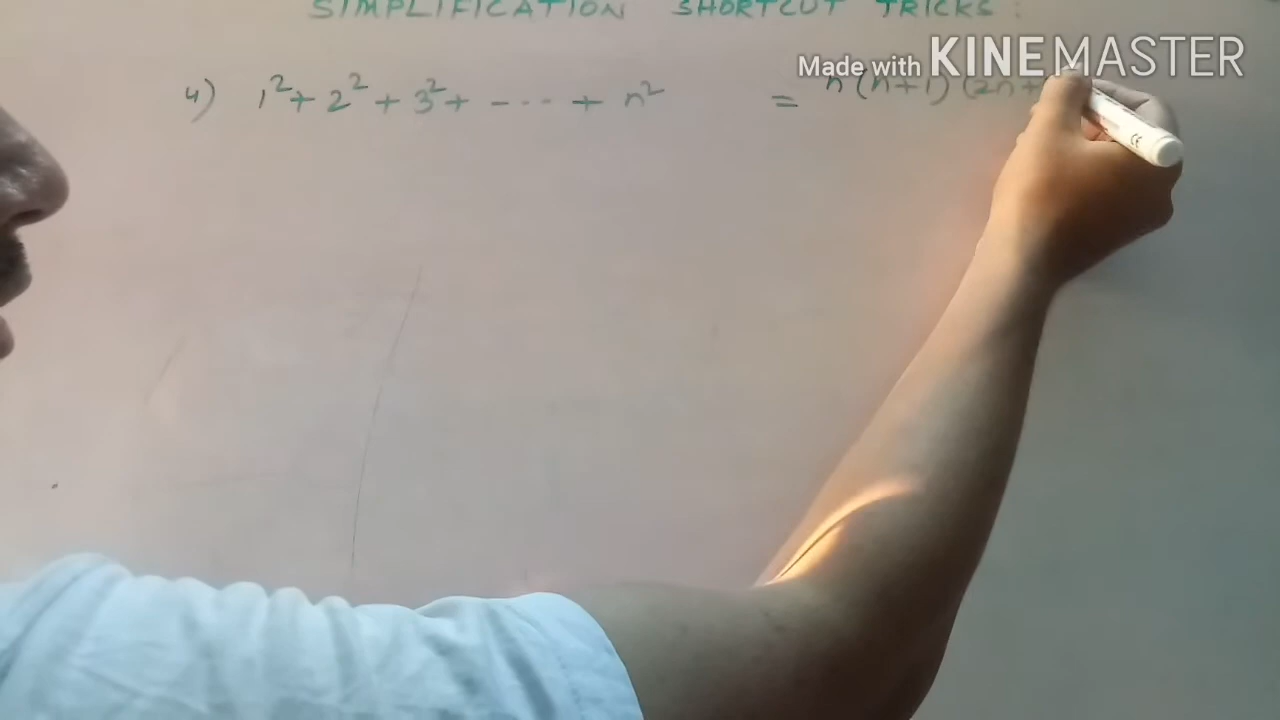 SIMPLIFICATION SHORTCUT TRICKS :
Made with KINEMASTER
4) 1² + 2² + 3² + - - - - + n² = n(n+1)(2n+